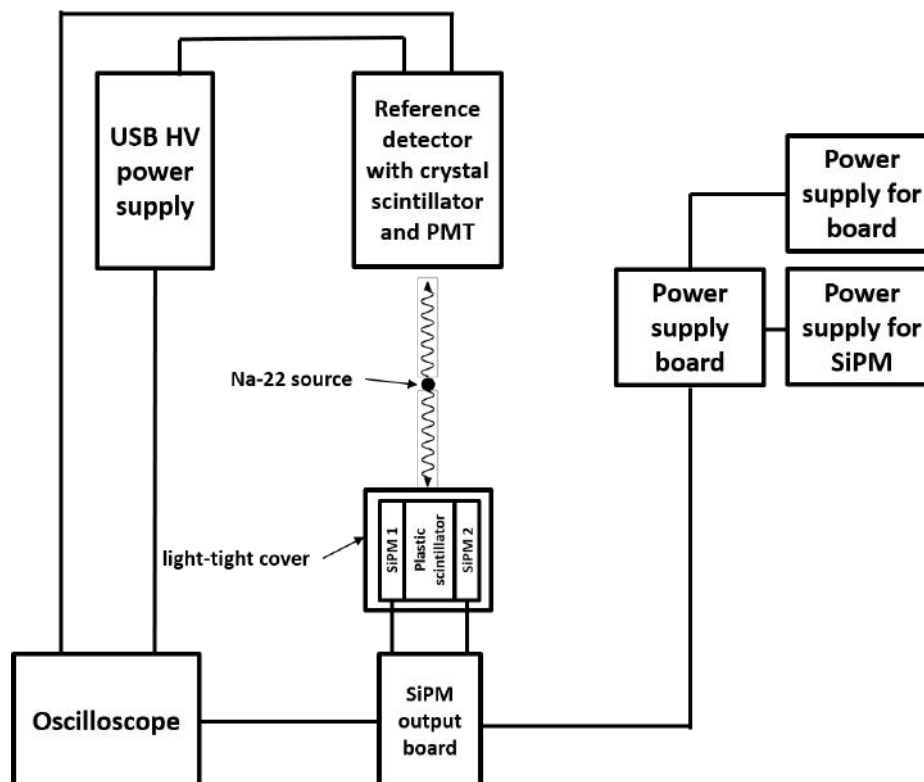 USB HV
power
supply
Reference
detector
with crystal
scintillator
and PMT
Power
supply for
board
Power
supply
board
Power
supply for
SiPM
Na-22 source
light-tight cover
SiPM 1
Plastic
scintillator
SiPM 2
Oscilloscope
SiPM
output
board